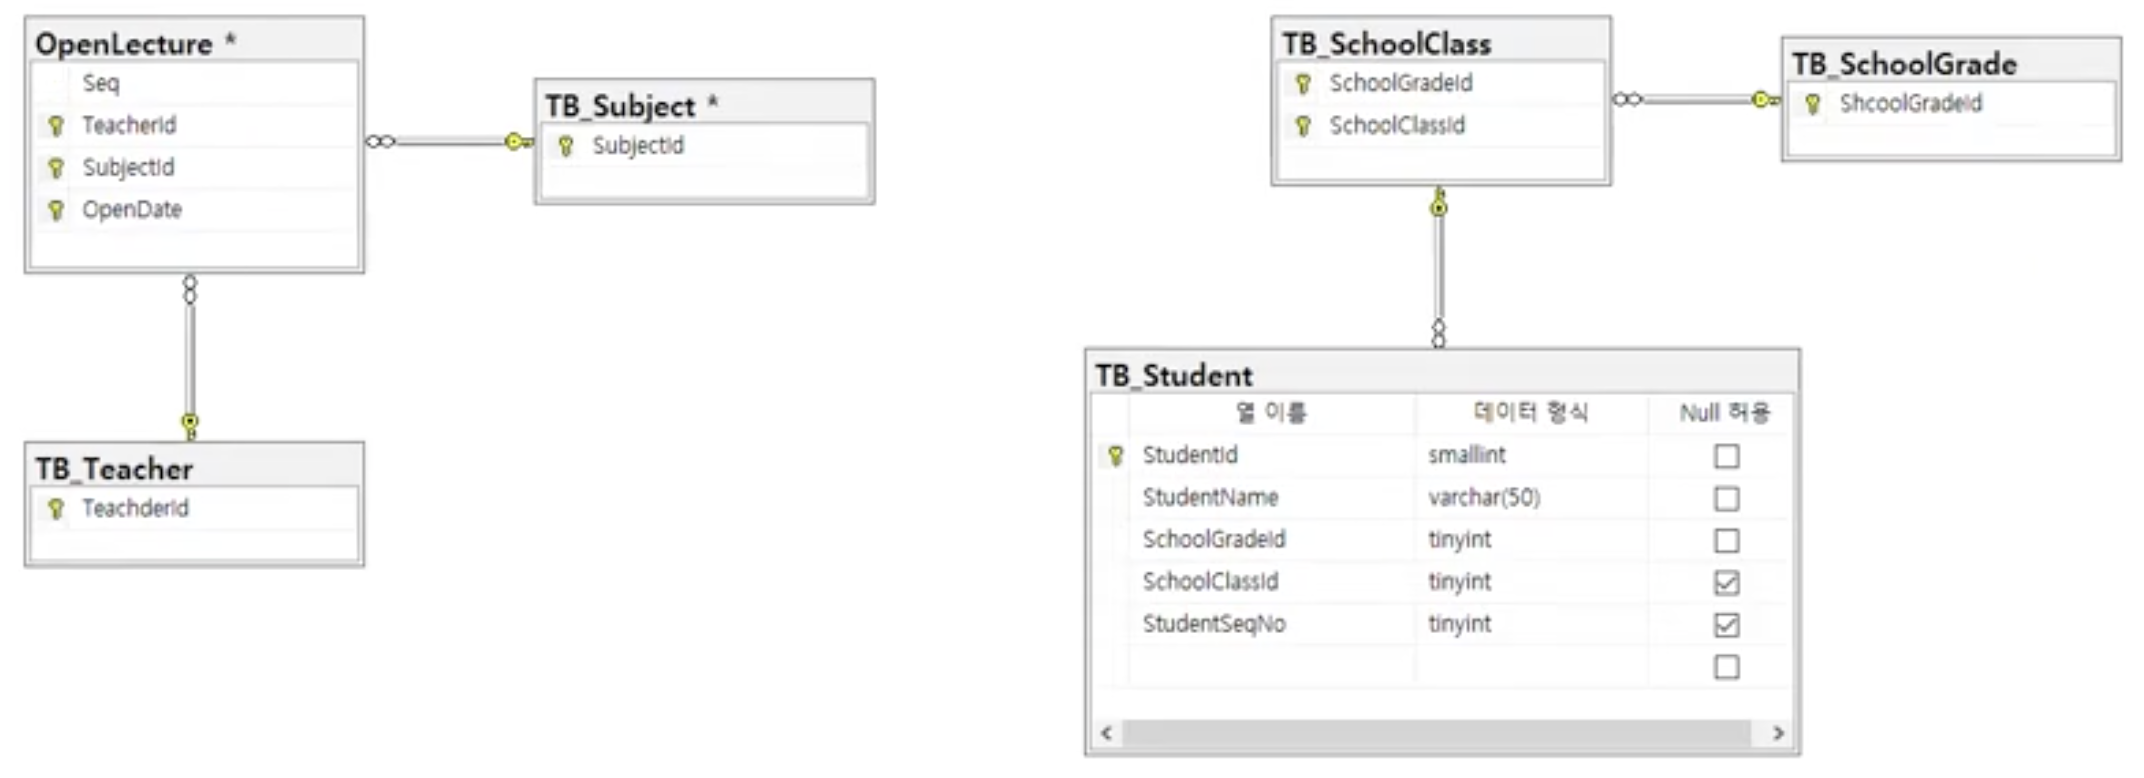 OpenLecture *
Seq
TeacherId
SubjectId
OpenDate
TB_Subject *
SubjectId
TB_Teacher
TeachderId
TB_SchoolClass
SchoolGradeId
SchoolClassId
TB_SchoolGrade
ShcoolGradeId
TB_Student
열 이름 데이터 형식 Null 허용
StudentId smallint
StudentName varchar(50)
SchoolGradeId tinyint
SchoolClassId tinyint
StudentSeqNo tinyint